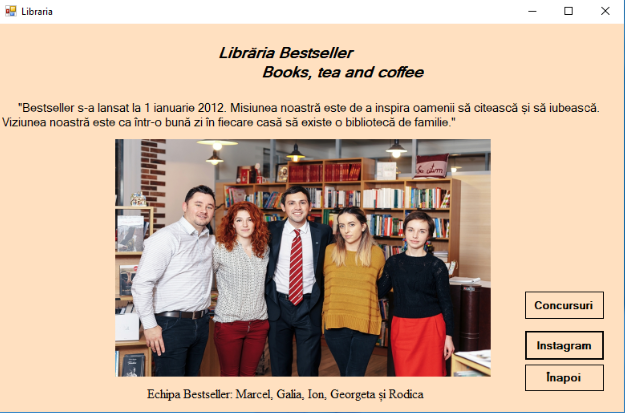 Libraria
Librăria Bestseller
Books, tea and coffee
"Bestseller s-a lansat la 1 ianuarie 2012. Misiunea noastră este de a inspira oamenii să citească și să iubească.
Viziunea noastră este ca într-o bună zi în fiecare casă să existe o bibliotecă de familie."
Concursuri
Instagram
Înapoi
Echipa Bestseller: Marcel, Galia, Ion, Georgeta și Rodica